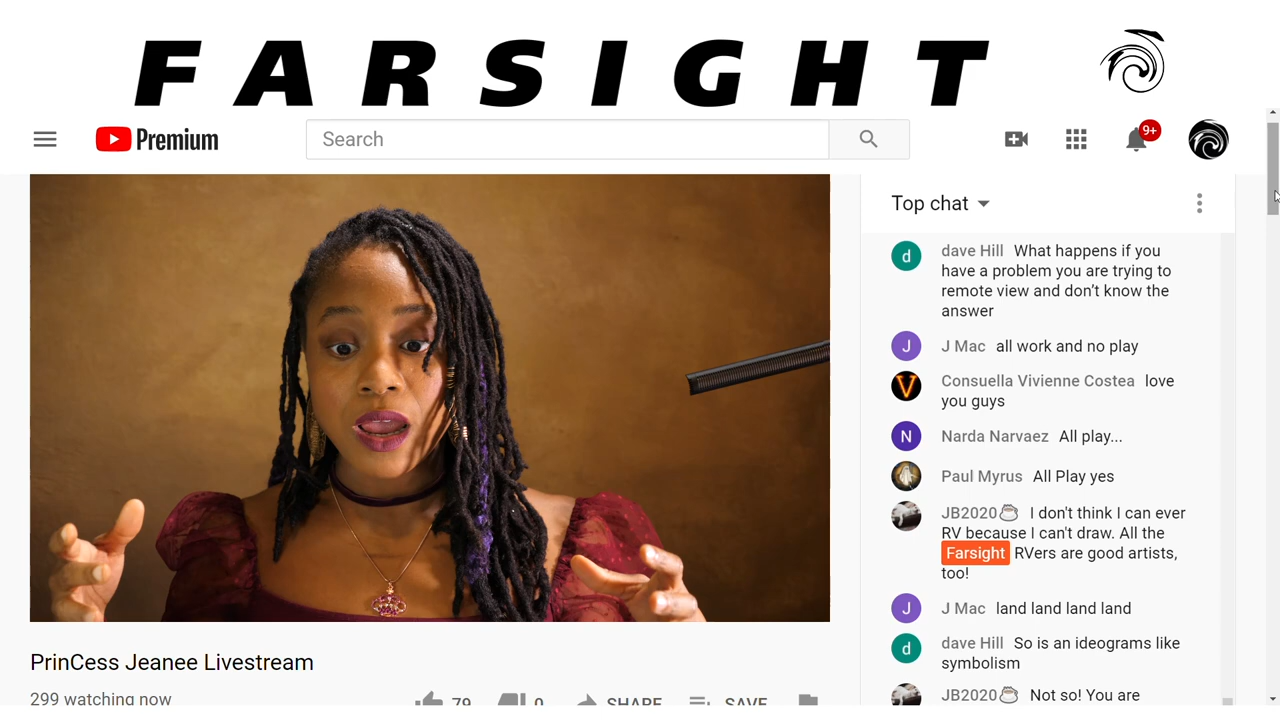 FARSIGHT
Premium
Search
9+
Top chat
d
dave Hill What happens if you
have a problem you are trying to
remote view and don't know the
answer
J
J Mac all work and no play
V
Consuella Vivienne Costea love
you guys
N
Narda Narvaez All play...
Paul Myrus All Play yes
JB2020☕ I don't think I can ever
RV because I can't draw. All the
Farsight RVers are good artists,
too!
J
J Mac land land land land
d
dave Hill So is an ideograms like
symbolism
JB2020☕ Not so! You are
PrinCess Jeanee Livestream
299 watching now
79
0
SHARE
SAVE